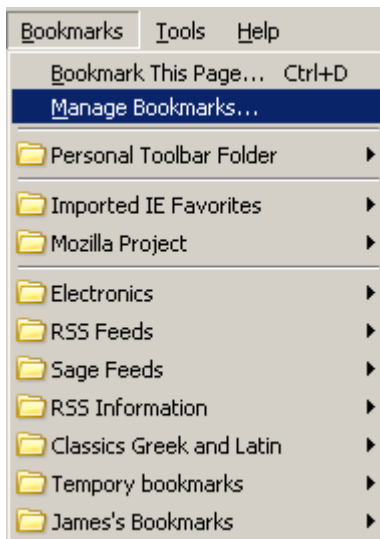 Bookmarks Tools Help
Bookmark This Page... Ctrl+D
Manage Bookmarks...
Personal Toolbar Folder
Imported IE Favorites
Mozilla Project
Electronics
RSS Feeds
Sage Feeds
RSS Information
Classics Greek and Latin
Tempory bookmarks
James's Bookmarks